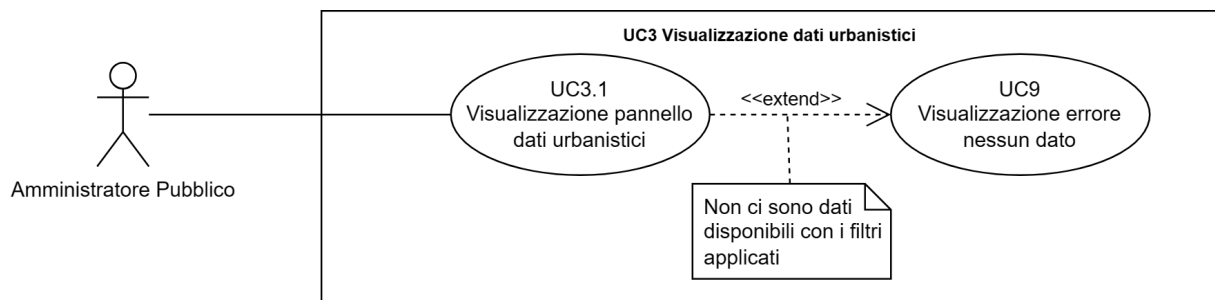 UC3 Visualizzazione dati urbanistici
UC3.1
Visualizzazione pannello
dati urbanistici
<<extend>>
UC9
Visualizzazione errore
nessun dato
Amministratore Pubblico
Non ci sono dati
disponibili con i filtri
applicati